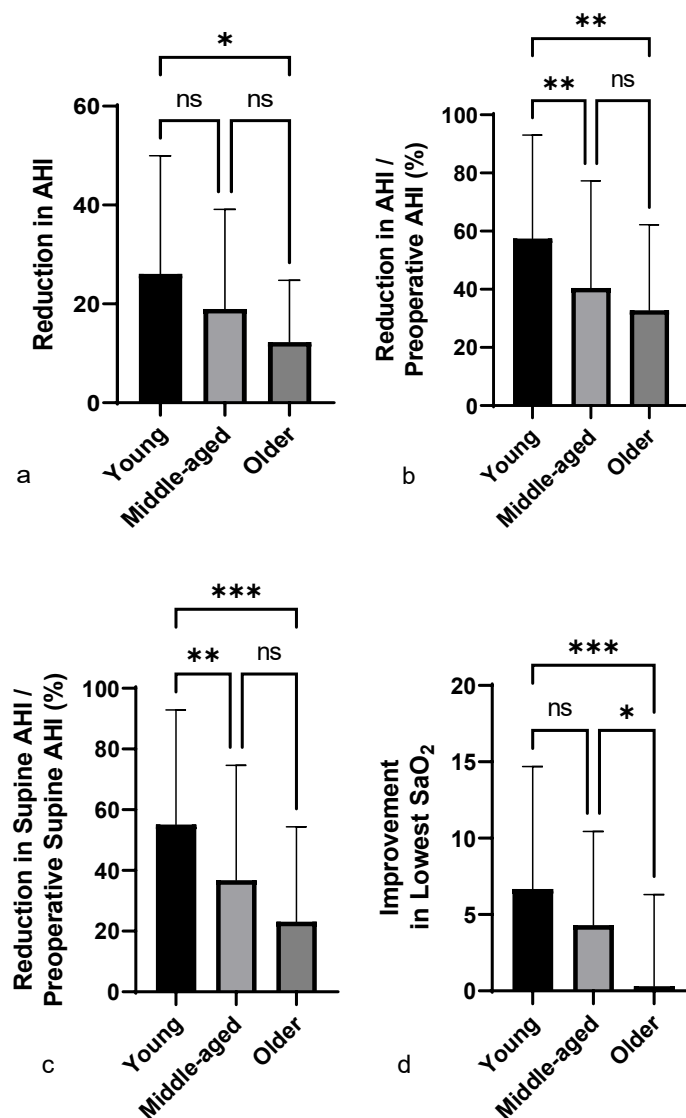 *
ns ns
60
40
20
0
Reduction in AHI
Young
Middle-aged
Older
a
**
** ns
100
80
60
40
20
0
Reduction in AHI /
Preoperative AHI (%)
Young
Middle-aged
Older
b
***
** ns
100
80
60
40
20
0
Reduction in Supine AHI /
Preoperative Supine AHI (%)
Young
Middle-aged
Older
c
***
ns *
20
15
10
5
0
Improvement
in Lowest SaO₂
Young
Middle-aged
Older
d